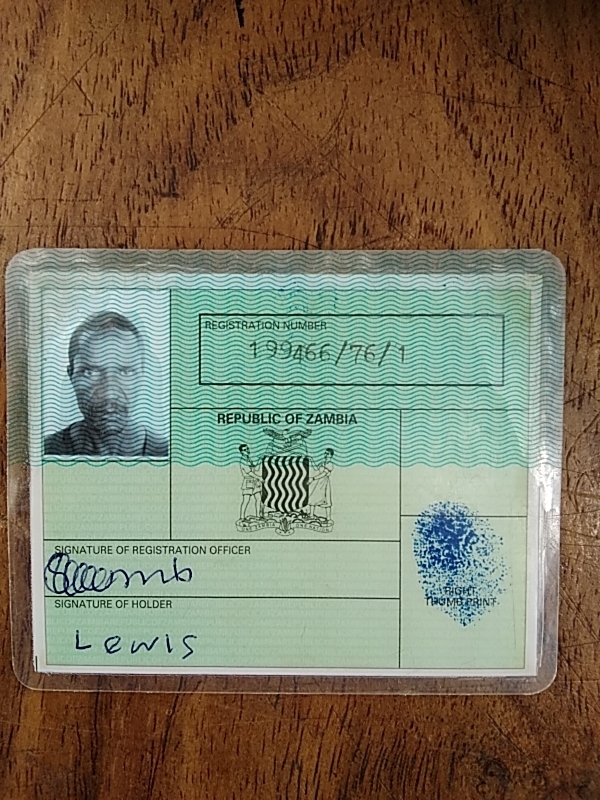 REGISTRATION NUMBER
199466/76/1
REPUBLIC OF ZAMBIA
SIGNATURE OF REGISTRATION OFFICER
SIGNATURE OF HOLDER
Lewis
RIGHT
THUMB PRINT